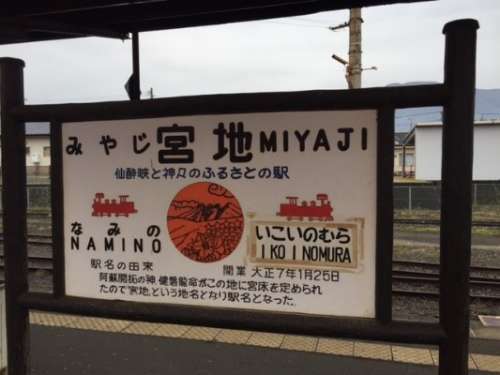 みやじ 宮地 MIYAJI
仙酔峡と神々のふるさとの駅
なみの
NAMINO
いこいのむら
IKOINOMURA
駅名の由来
開業 大正7年1月25日
阿蘇開拓の神、健磐龍命がこの地に宮床を定められ
たので"宮地"という地名となり駅名となった。